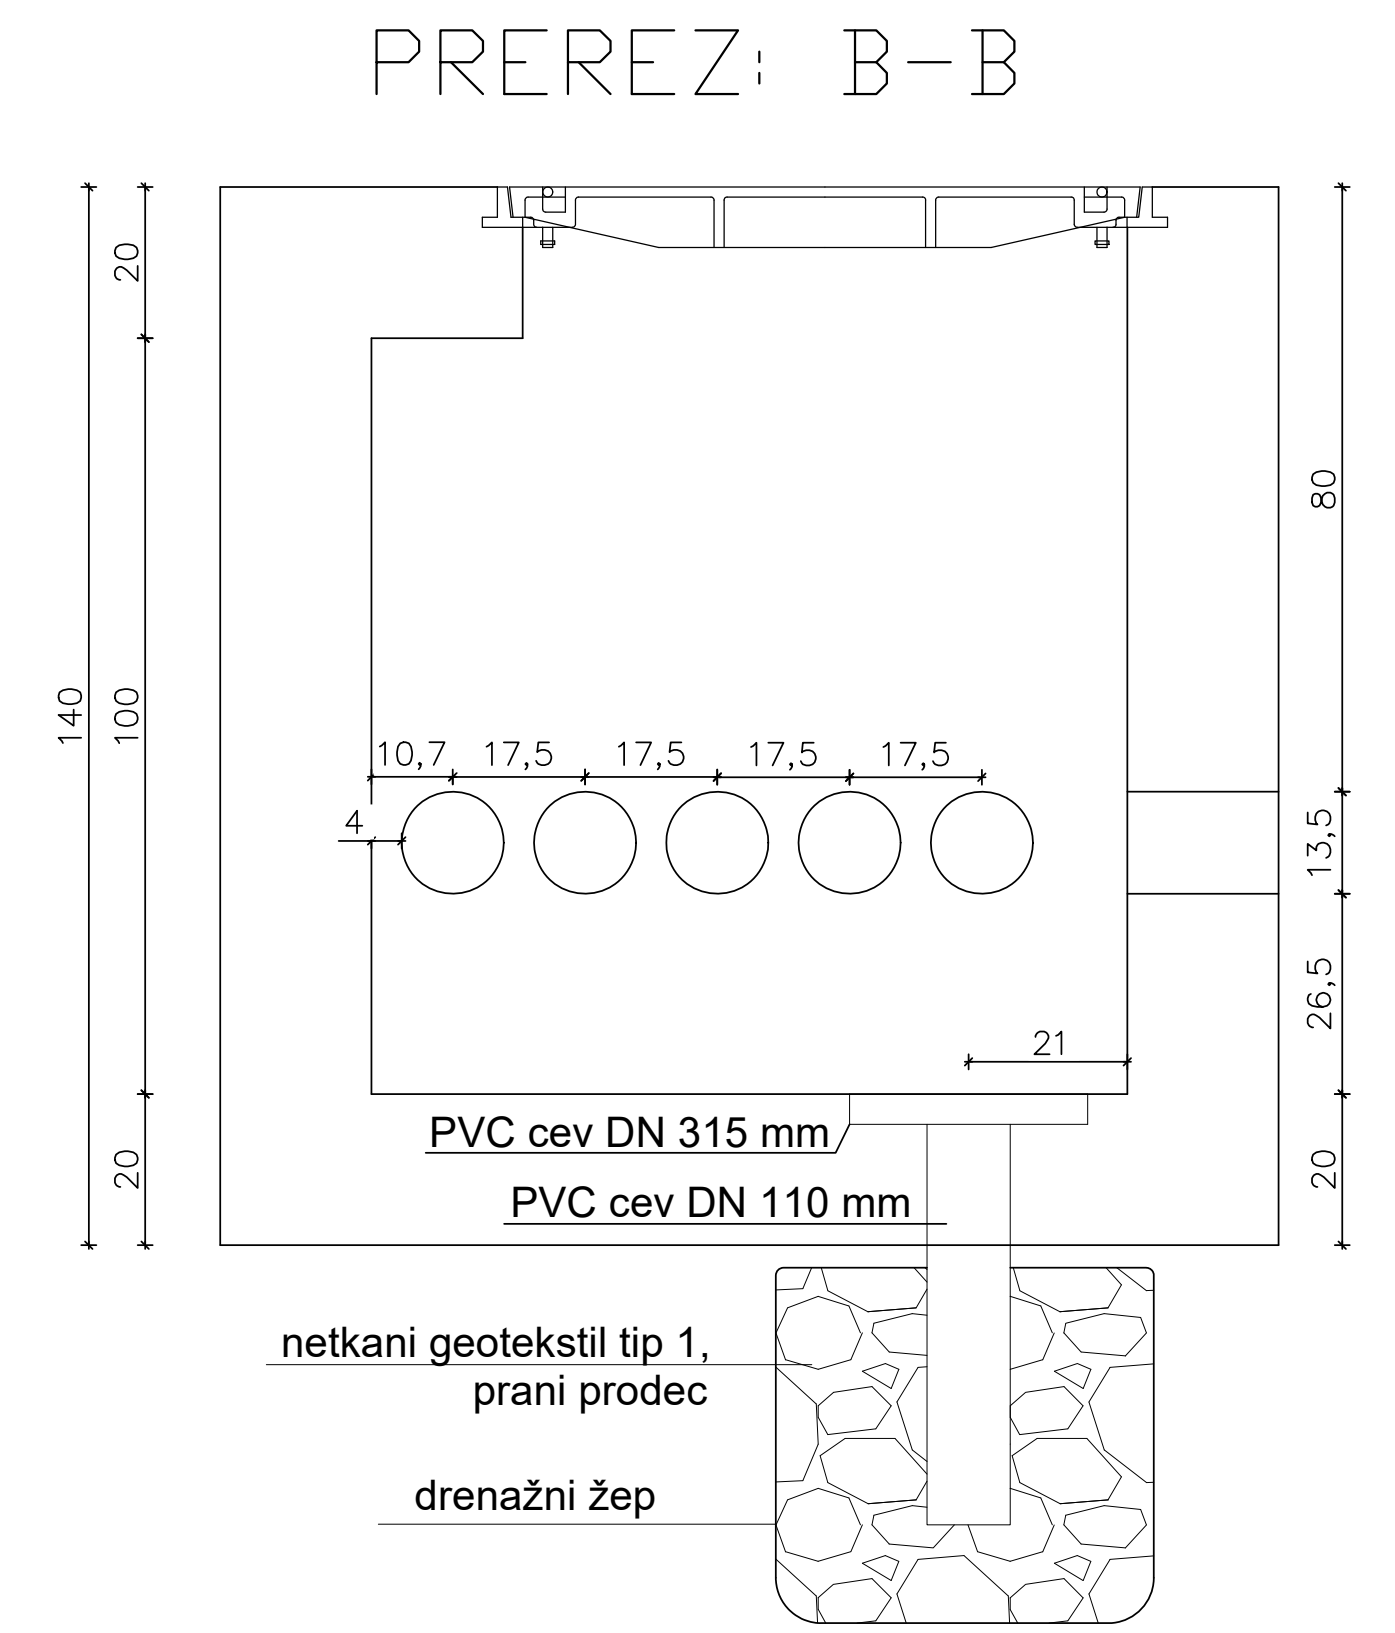 PREREZ: B-B
20
80
140
100
10,7
17,5
17,5
17,5
17,5
4
13,5
26,5
21
PVC cev DN 315 mm
20
20
PVC cev DN 110 mm
netkani geotekstil tip 1,
prani prodec
drenažni žep